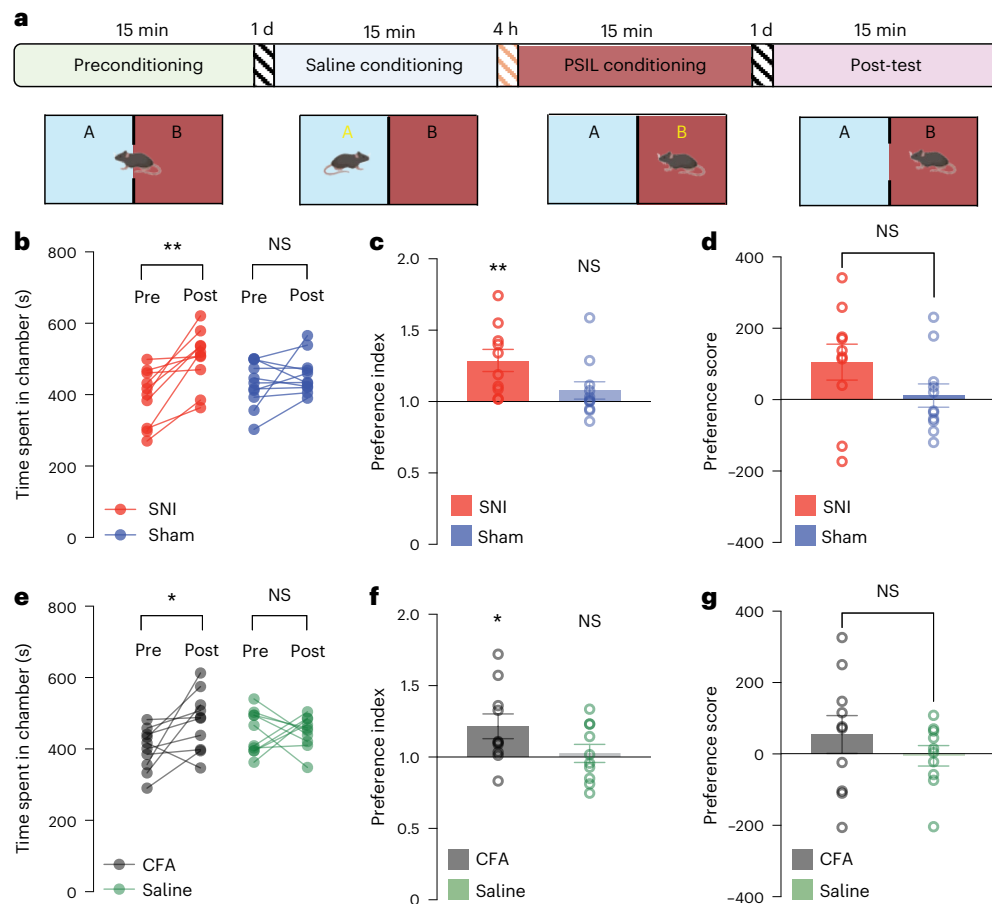 a
15 min 1 d 15 min 4 h 15 min 1 d 15 min
Preconditioning Saline conditioning PSIL conditioning Post-test
A B A B A B A B
b c d
800
600
400
200
0
Time spent in chamber (s)
** NS
Pre Post Pre Post
SNI
Sham
2.0
1.5
1.0
0.5
0
Preference index
** NS
SNI
Sham
400
200
0
−200
−400
Preference score
NS
SNI
Sham
e f g
800
600
400
200
0
Time spent in chamber (s)
* NS
Pre Post Pre Post
CFA
Saline
2.0
1.5
1.0
0.5
0
Preference index
* NS
CFA
Saline
400
200
0
−200
−400
Preference score
NS
CFA
Saline